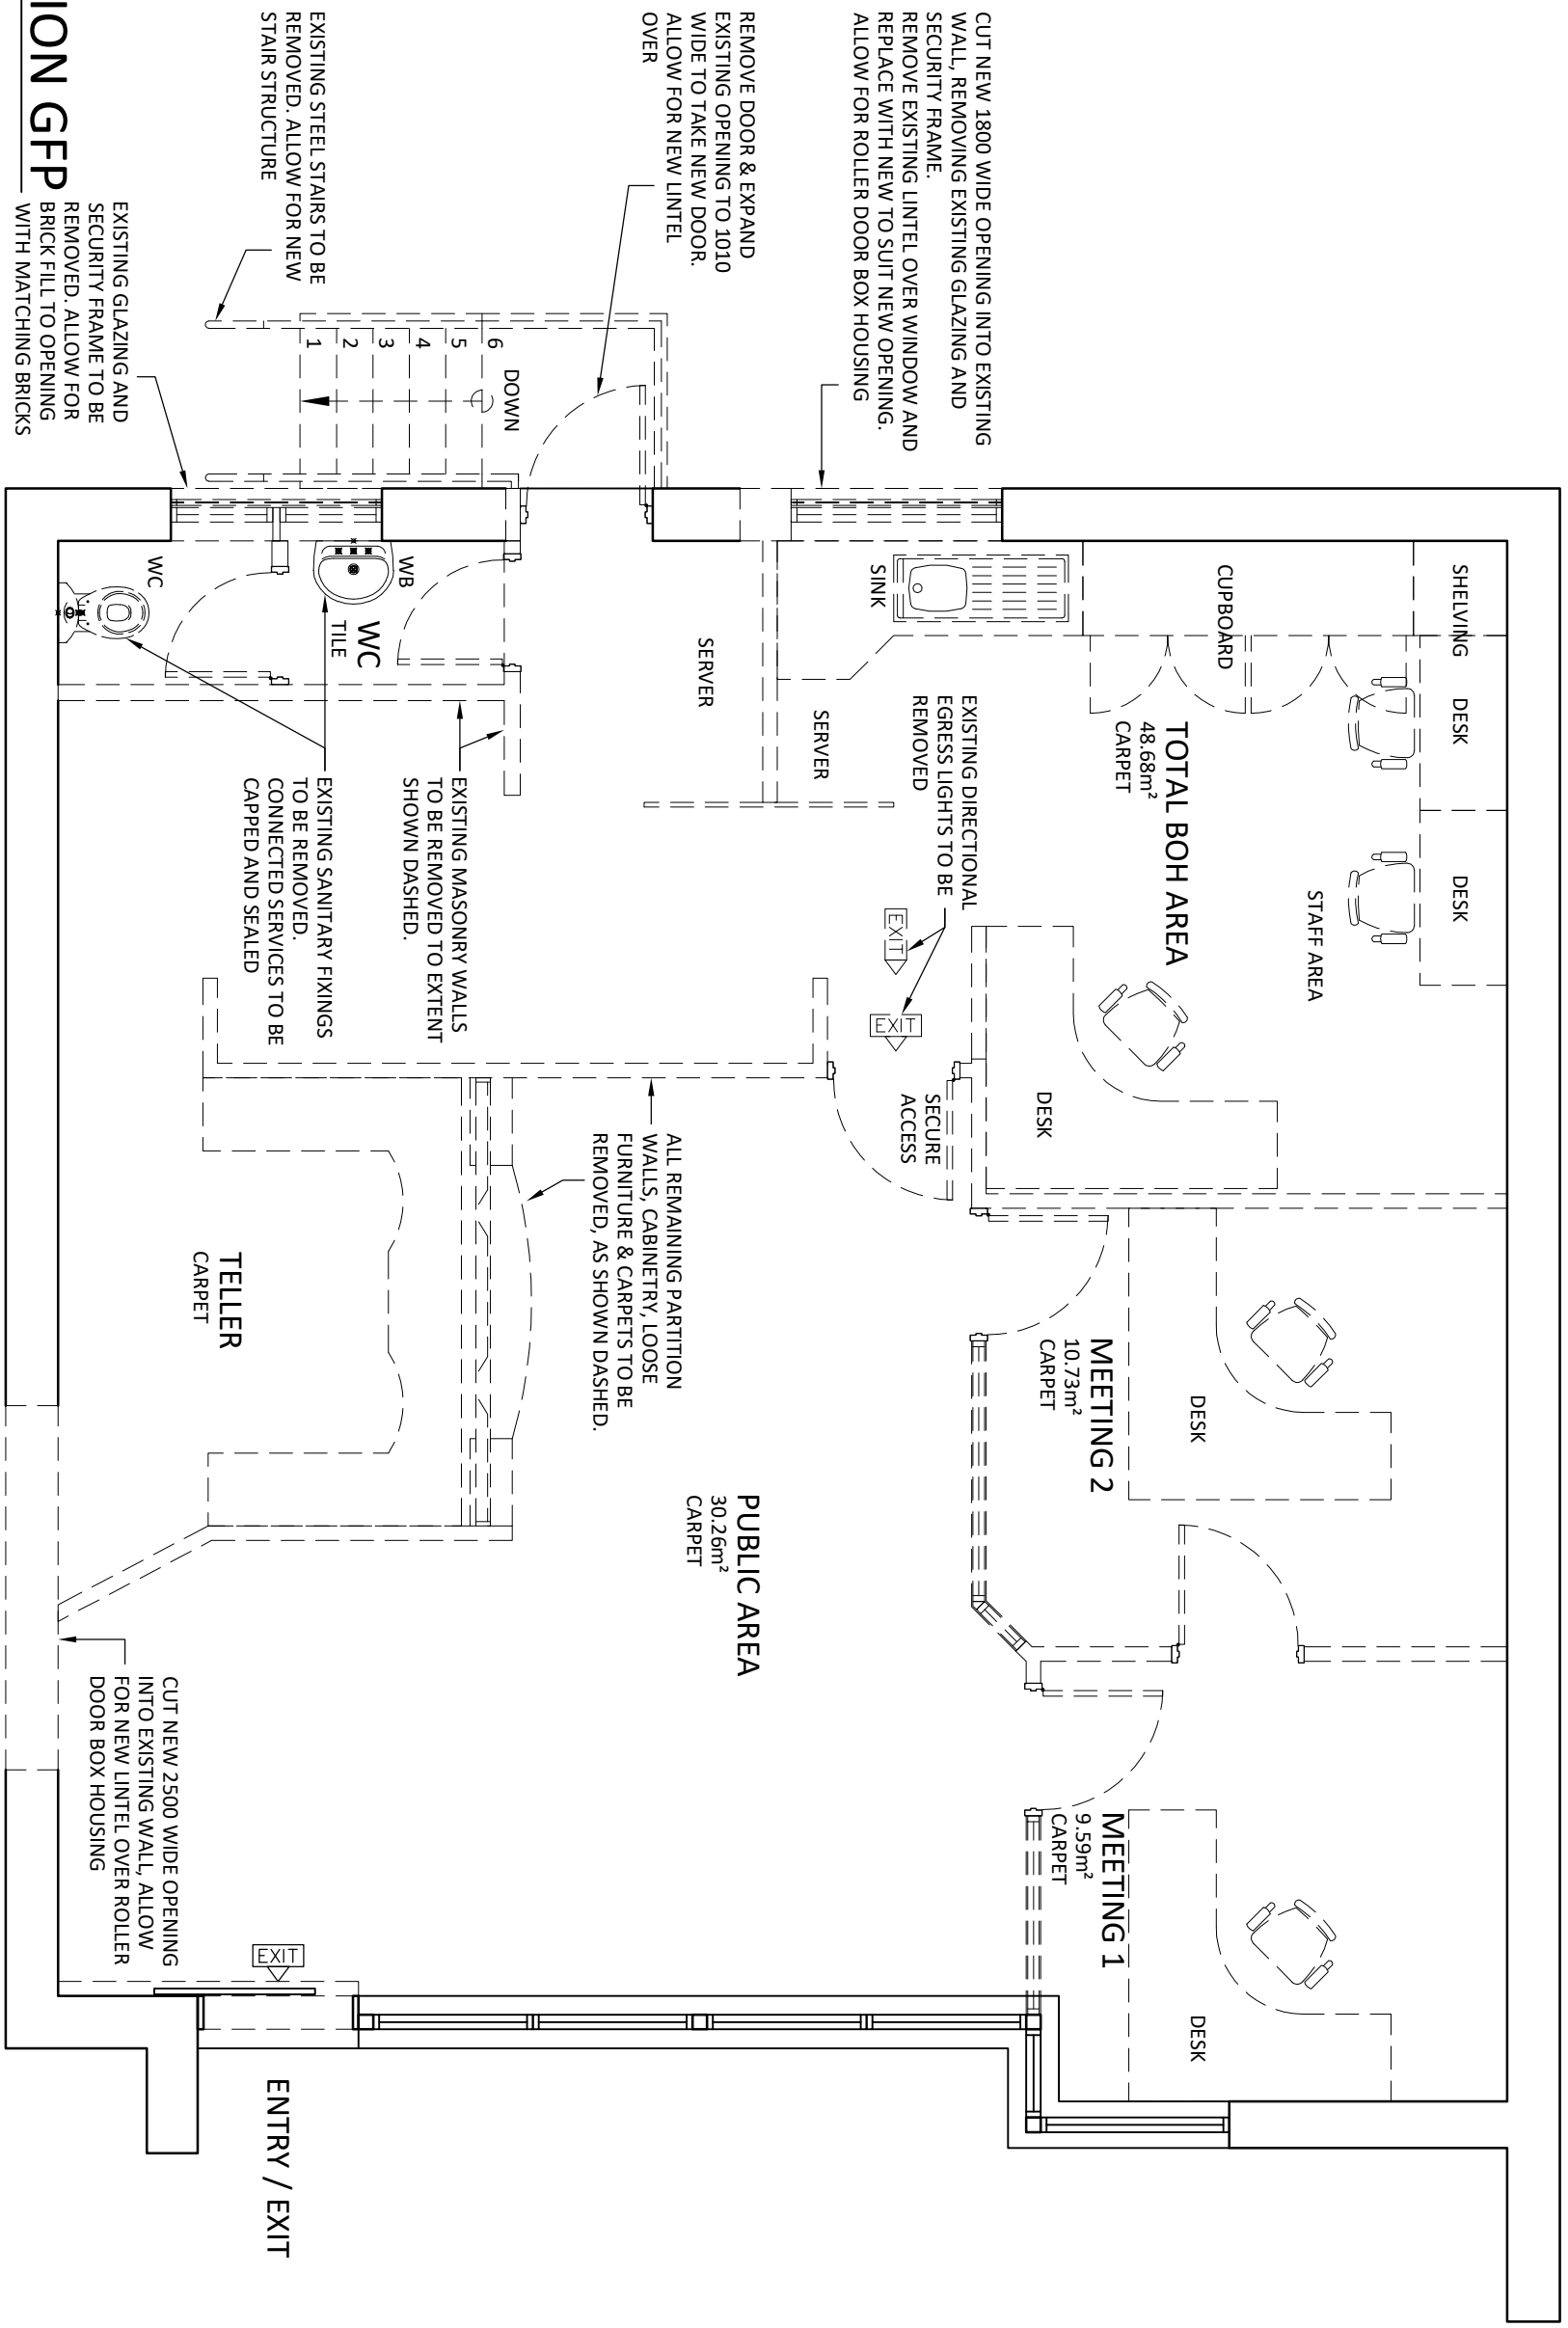 CUT NEW 1800 WIDE OPENING INTO EXISTING
WALL, REMOVING EXISTING GLAZING AND
SECURITY FRAME.
REMOVE EXISTING LINTEL OVER WINDOW AND
REPLACE WITH NEW TO SUIT NEW OPENING.
ALLOW FOR ROLLER DOOR BOX HOUSING
REMOVE DOOR & EXPAND
EXISTING OPENING TO 1010
WIDE TO TAKE NEW DOOR.
ALLOW FOR NEW LINTEL
OVER
EXISTING STEEL STAIRS TO BE
REMOVED. ALLOW FOR NEW
STAIR STRUCTURE
EXISTING GLAZING AND
SECURITY FRAME TO BE
REMOVED. ALLOW FOR
BRICK FILL TO OPENING
WITH MATCHING BRICKS
ION GFP
DOWN
6
5
4
3
2
1
SHELVING
CUPBOARD
SINK
SERVER
SERVER
WB
WC
WC
TILE
DESK
DESK
STAFF AREA
TOTAL BOH AREA
48.68m²
CARPET
EXISTING DIRECTIONAL
EGRESS LIGHTS TO BE
REMOVED
EXIT
EXIT
EXISTING MASONRY WALLS
TO BE REMOVED TO EXTENT
SHOWN DASHED.
EXISTING SANITARY FIXINGS
TO BE REMOVED.
CONNECTED SERVICES TO BE
CAPPED AND SEALED
DESK
SECURE
ACCESS
ALL REMAINING PARTITION
WALLS, CABINETRY, LOOSE
FURNITURE & CARPETS TO BE
REMOVED, AS SHOWN DASHED.
TELLER
CARPET
DESK
MEETING 2
10.73m²
CARPET
PUBLIC AREA
30.26m²
CARPET
CUT NEW 2500 WIDE OPENING
INTO EXISTING WALL, ALLOW
FOR NEW LINTEL OVER ROLLER
DOOR BOX HOUSING
MEETING 1
9.59m²
CARPET
DESK
EXIT
ENTRY / EXIT